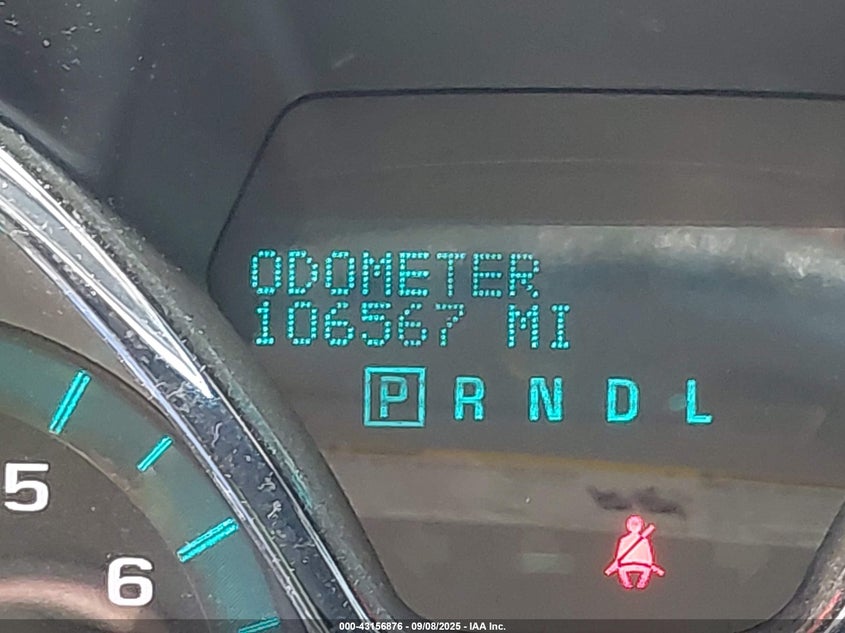 ODOMETER
106567 MI
P R N D L
5
6
000-43156876 - 09/08/2025 - IAA Inc.